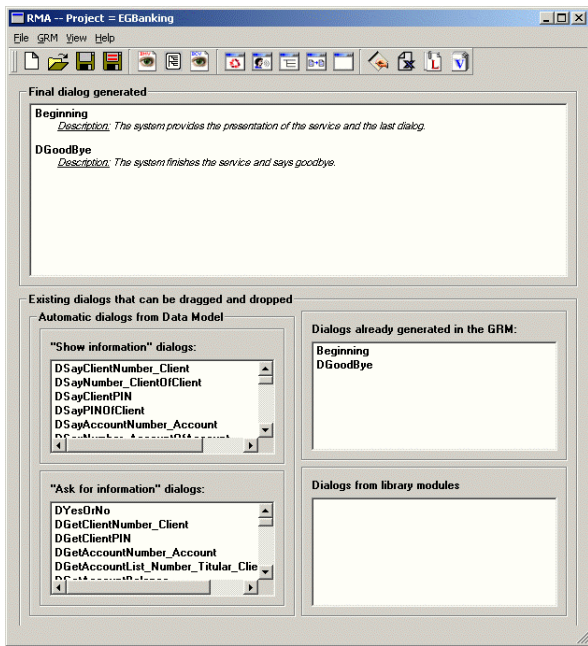 RMA -- Project = EGBanking
File GRM View Help
Final dialog generated
Beginning
Description: The system provides the presentation of the service and the last dialog.
DGoodBye
Description: The system finishes the service and says goodbye.
Existing dialogs that can be dragged and dropped
Automatic dialogs from Data Model
"Show information" dialogs:
DSayClientNumber_Client
DSayNumber_ClientOfClient
DSayClientPIN
DSayPINOfClient
DSayAccountNumber_Account
DSayNumber_AccountOfAccount
"Ask for information" dialogs:
DYesOrNo
DGetClientNumber_Client
DGetClientPIN
DGetAccountNumber_Account
DGetAccountList_Number_Titular_Clie
DGetAccountBalance
Dialogs already generated in the GRM:
Beginning
DGoodBye
Dialogs from library modules